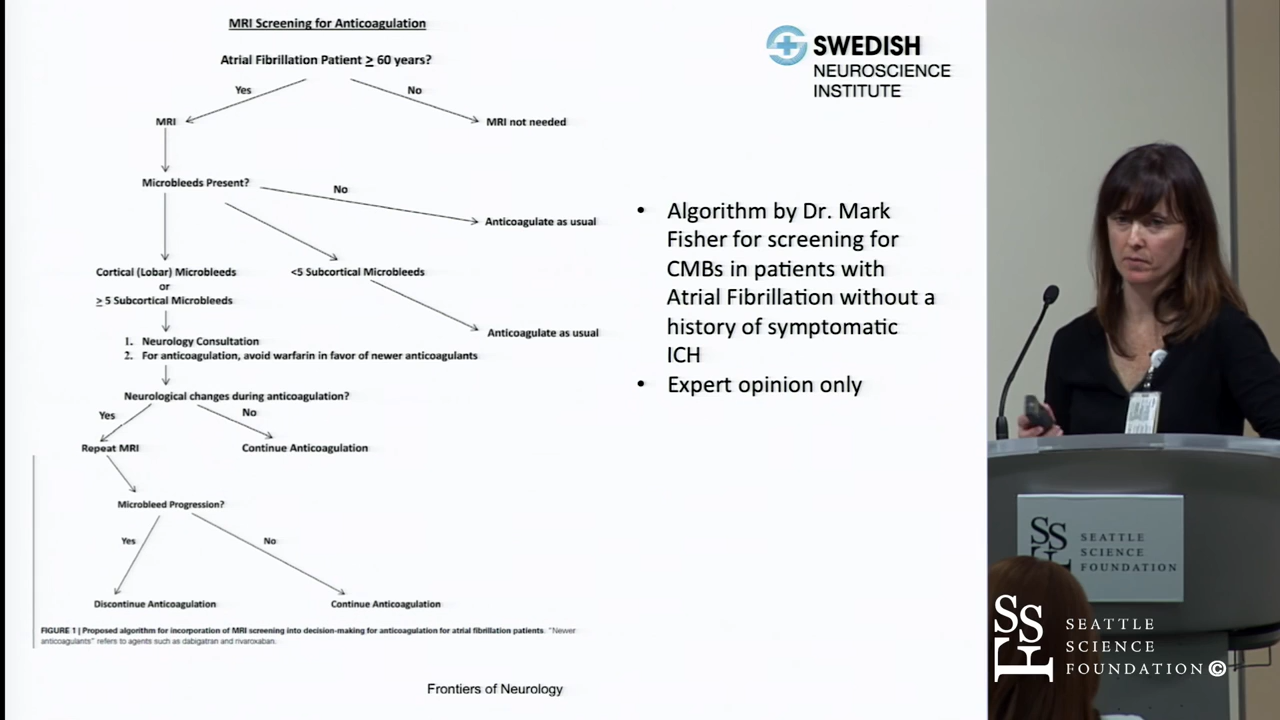 MRI Screening for Anticoagulation
Atrial Fibrillation Patient ≥ 60 years?
Yes
No
MRI
MRI not needed
Microbleeds Present?
No
Anticoagulate as usual
Cortical (Lobar) Microbleeds
or
≥ 5 Subcortical Microbleeds
<5 Subcortical Microbleeds
Anticoagulate as usual
1. Neurology Consultation
2. For anticoagulation, avoid warfarin in favor of newer anticoagulants
Neurological changes during anticoagulation?
Yes
No
Repeat MRI
Continue Anticoagulation
Microbleed Progression?
Yes
No
Discontinue Anticoagulation
Continue Anticoagulation
FIGURE 1 | Proposed algorithm for incorporation of MRI screening into decision-making for anticoagulation for atrial fibrillation patients. "Newer
anticoagulants" refers to agents such as dabigatran and rivaroxaban.
Frontiers of Neurology
SWEDISH
NEUROSCIENCE
INSTITUTE
• Algorithm by Dr. Mark
Fisher for screening for
CMBs in patients with
Atrial Fibrillation without a
history of symptomatic
ICH
• Expert opinion only
SSF
SEATTLE
SCIENCE
FOUNDATION
SSF
SEATTLE
SCIENCE
FOUNDATION©